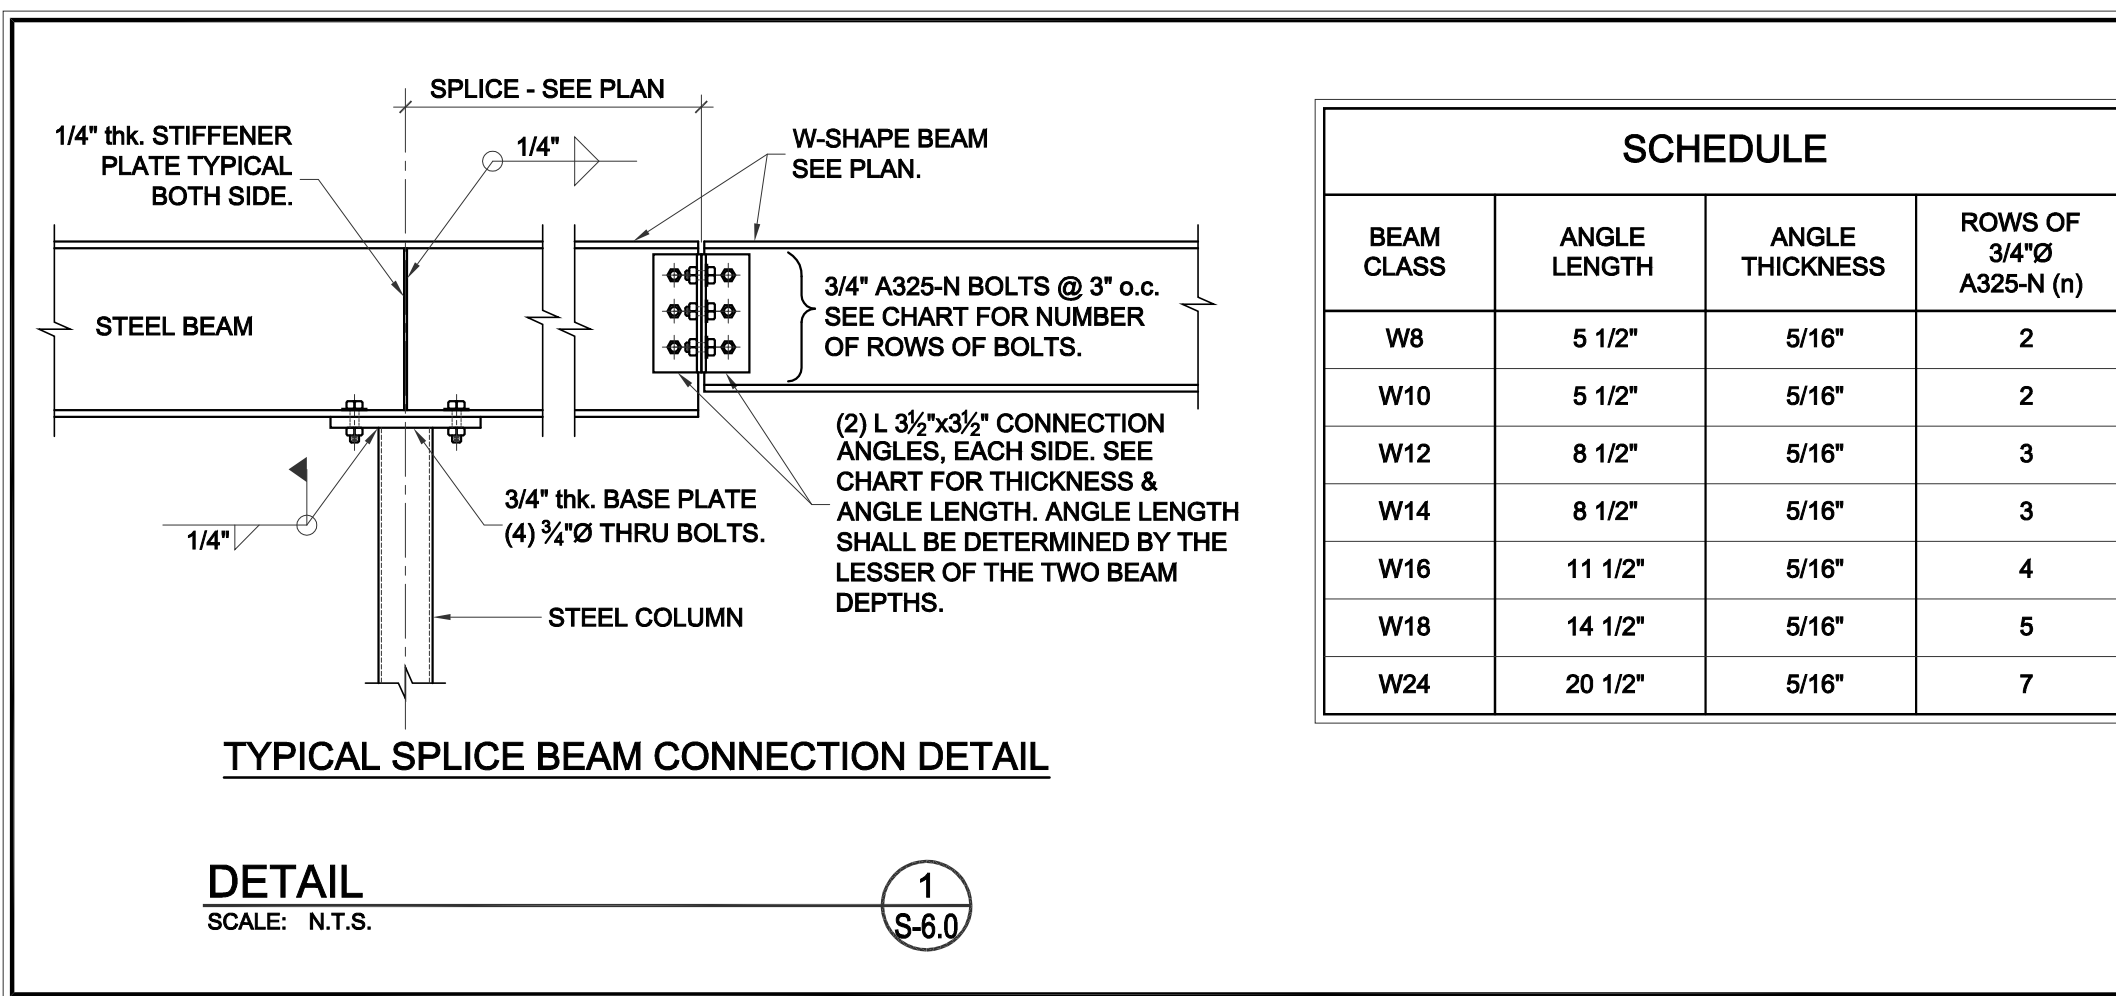 SPLICE - SEE PLAN
1/4" thk. STIFFENER
PLATE TYPICAL
BOTH SIDE.
1/4"
W-SHAPE BEAM
SEE PLAN.
STEEL BEAM
3/4" A325-N BOLTS @ 3" o.c.
SEE CHART FOR NUMBER
OF ROWS OF BOLTS.
(2) L 3½"x3½" CONNECTION
ANGLES, EACH SIDE. SEE
CHART FOR THICKNESS &
ANGLE LENGTH. ANGLE LENGTH
SHALL BE DETERMINED BY THE
LESSER OF THE TWO BEAM
DEPTHS.
3/4" thk. BASE PLATE
(4) ¾"Ø THRU BOLTS.
1/4"
STEEL COLUMN
TYPICAL SPLICE BEAM CONNECTION DETAIL
DETAIL
SCALE: N.T.S.
1
S-6.0
SCHEDULE
BEAM
CLASS
ANGLE
LENGTH
ANGLE
THICKNESS
ROWS OF
3/4"Ø
A325-N (n)
W8 5 1/2" 5/16" 2
W10 5 1/2" 5/16" 2
W12 8 1/2" 5/16" 3
W14 8 1/2" 5/16" 3
W16 11 1/2" 5/16" 4
W18 14 1/2" 5/16" 5
W24 20 1/2" 5/16" 7